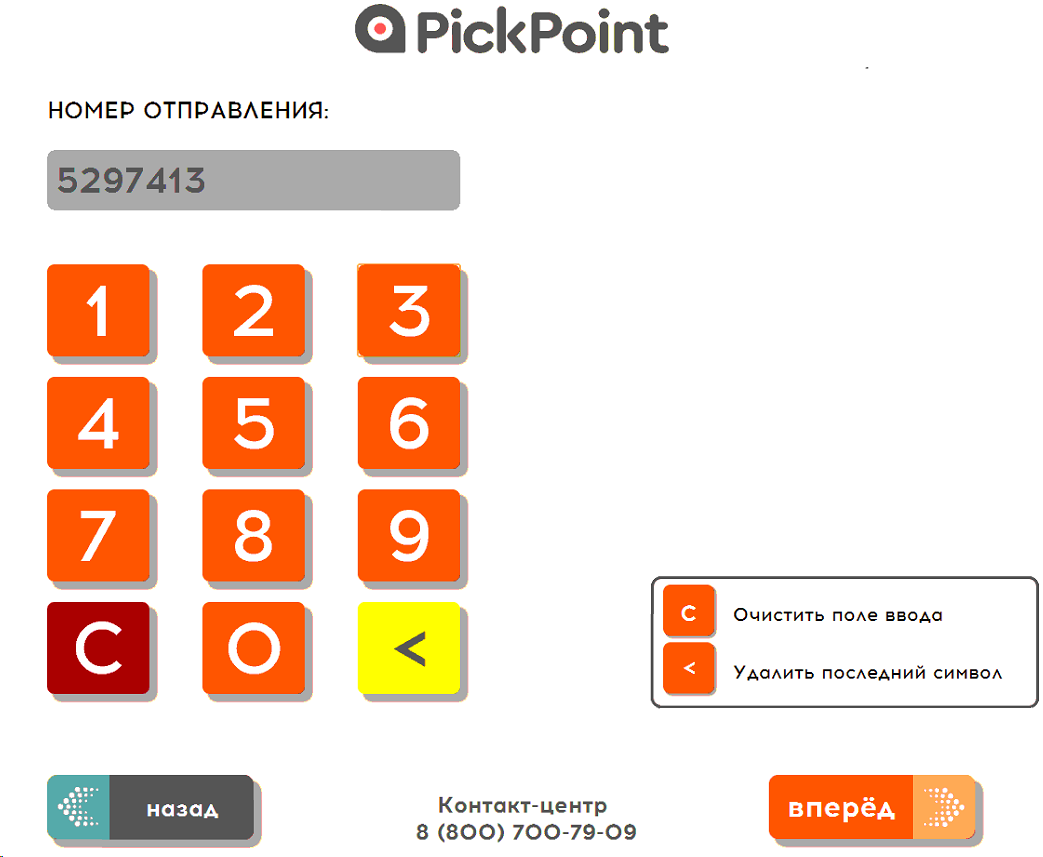 PickPoint
НОМЕР ОТПРАВЛЕНИЯ:
5297413
1 2 3
4 5 6
7 8 9
C 0 <
C Очистить поле ввода
< Удалить последний символ
назад
Контакт-центр
8 (800) 700-79-09
вперёд